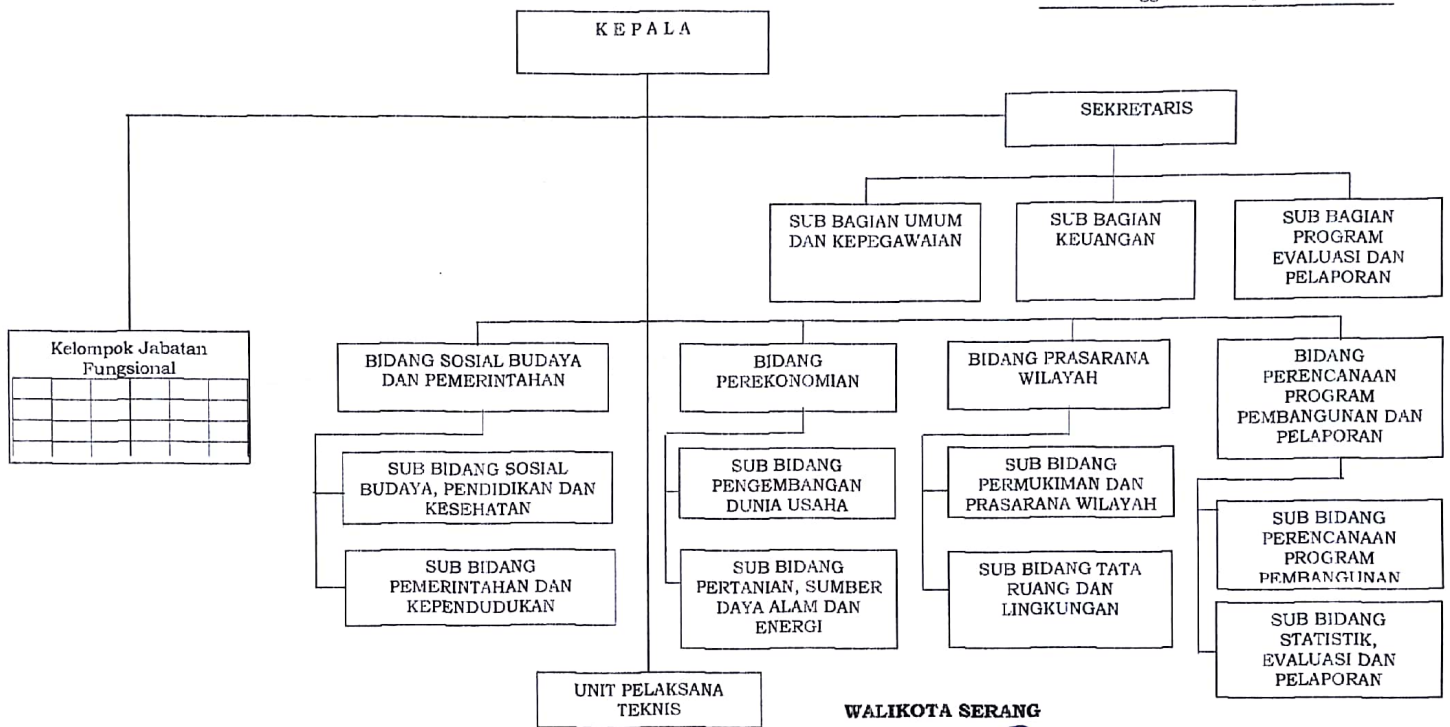 K E P A L A
SEKRETARIS
SUB BAGIAN UMUM
DAN KEPEGAWAIAN
SUB BAGIAN
KEUANGAN
SUB BAGIAN
PROGRAM
EVALUASI DAN
PELAPORAN
Kelompok Jabatan
Fungsional
BIDANG SOSIAL BUDAYA
DAN PEMERINTAHAN
BIDANG
PEREKONOMIAN
BIDANG PRASARANA
WILAYAH
BIDANG
PERENCANAAN
PROGRAM
PEMBANGUNAN DAN
PELAPORAN
SUB BIDANG SOSIAL
BUDAYA, PENDIDIKAN DAN
KESEHATAN
SUB BIDANG
PENGEMBANGAN
DUNIA USAHA
SUB BIDANG
PERMUKIMAN DAN
PRASARANA WILAYAH
SUB BIDANG
PERENCANAAN
PROGRAM
PEMBANGUNAN
SUB BIDANG
PEMERINTAHAN DAN
KEPENDUDUKAN
SUB BIDANG
PERTANIAN, SUMBER
DAYA ALAM DAN
ENERGI
SUB BIDANG TATA
RUANG DAN
LINGKUNGAN
SUB BIDANG
STATISTIK,
EVALUASI DAN
PELAPORAN
UNIT PELAKSANA
TEKNIS
WALIKOTA SERANG